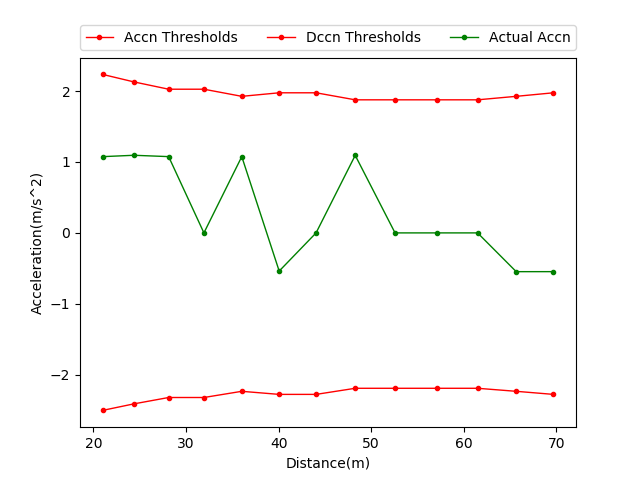 Accn Thresholds Dccn Thresholds Actual Accn
2
1
0
−1
−2
Acceleration(m/s^2)
20 30 40 50 60 70
Distance(m)